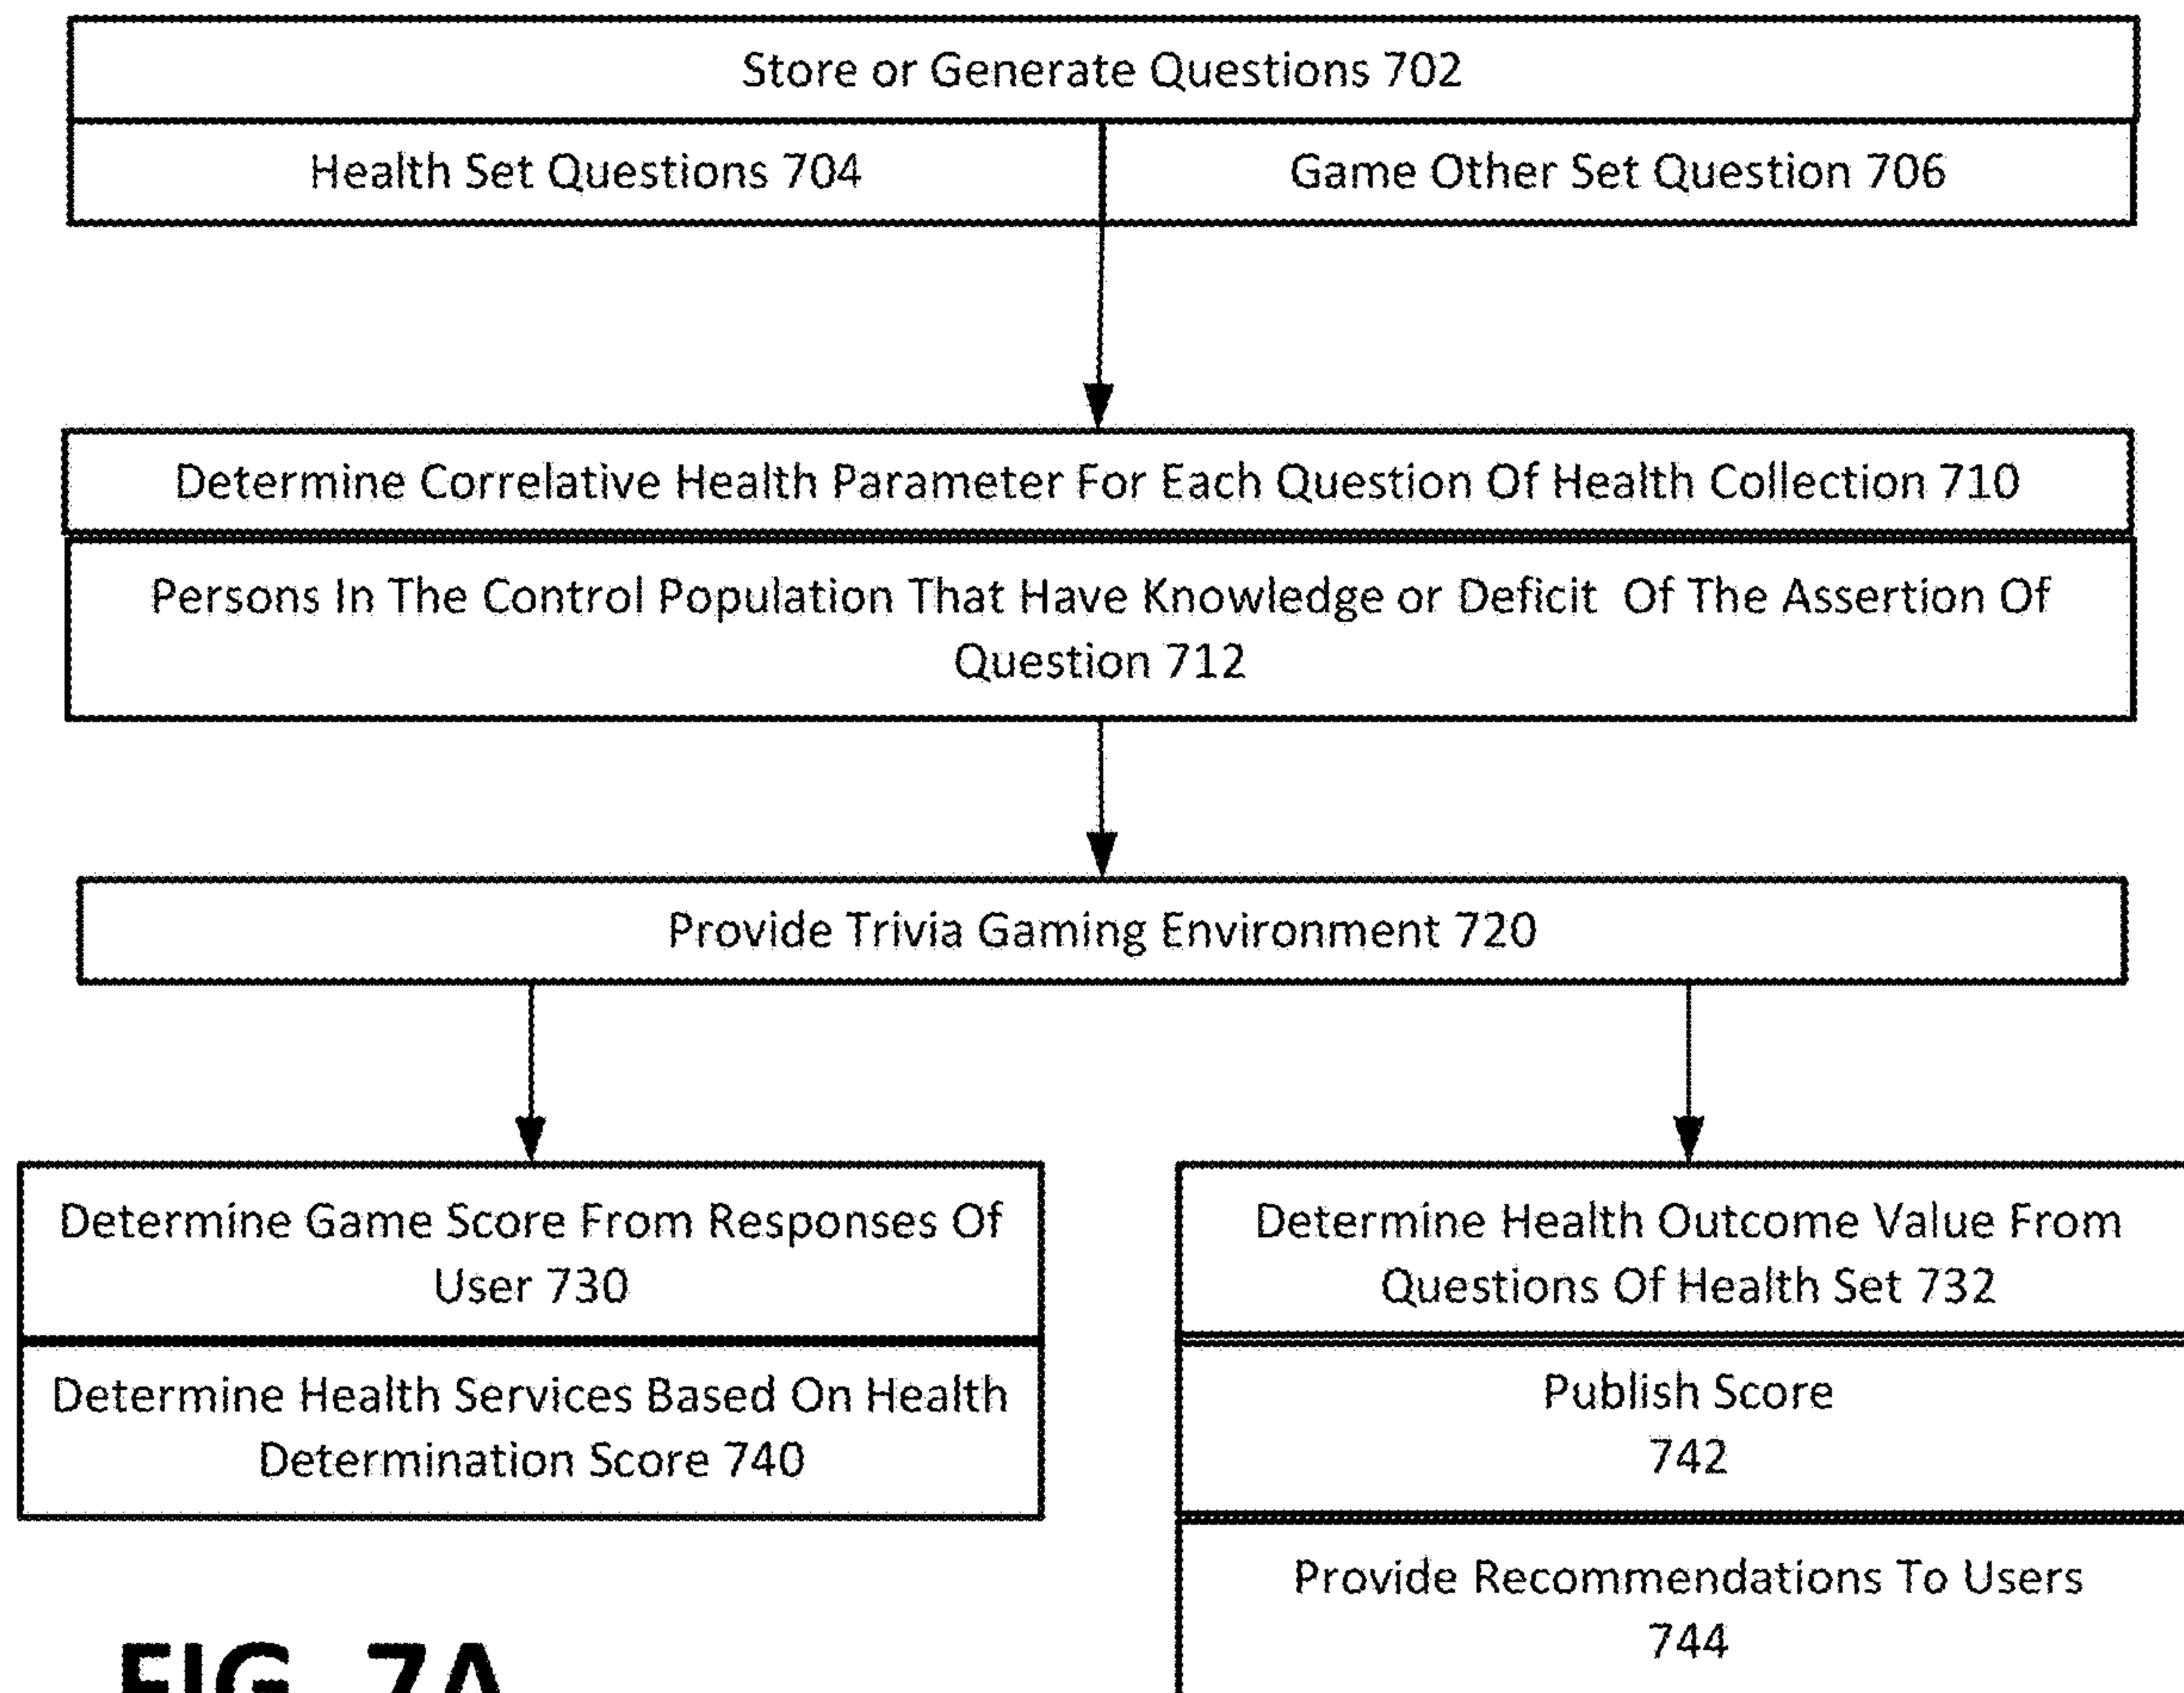 Store or Generate Questions 702
Health Set Questions 704
Game Other Set Question 706
Determine Correlative Health Parameter For Each Question Of Health Collection 710
Persons In The Control Population That Have Knowledge or Deficit Of The Assertion Of
Question 712
Provide Trivia Gaming Environment 720
Determine Game Score From Responses Of
User 730
Determine Health Services Based On Health
Determination Score 740
Determine Health Outcome Value From
Questions Of Health Set 732
Publish Score
742
Provide Recommendations To Users
744
FIG. 7A